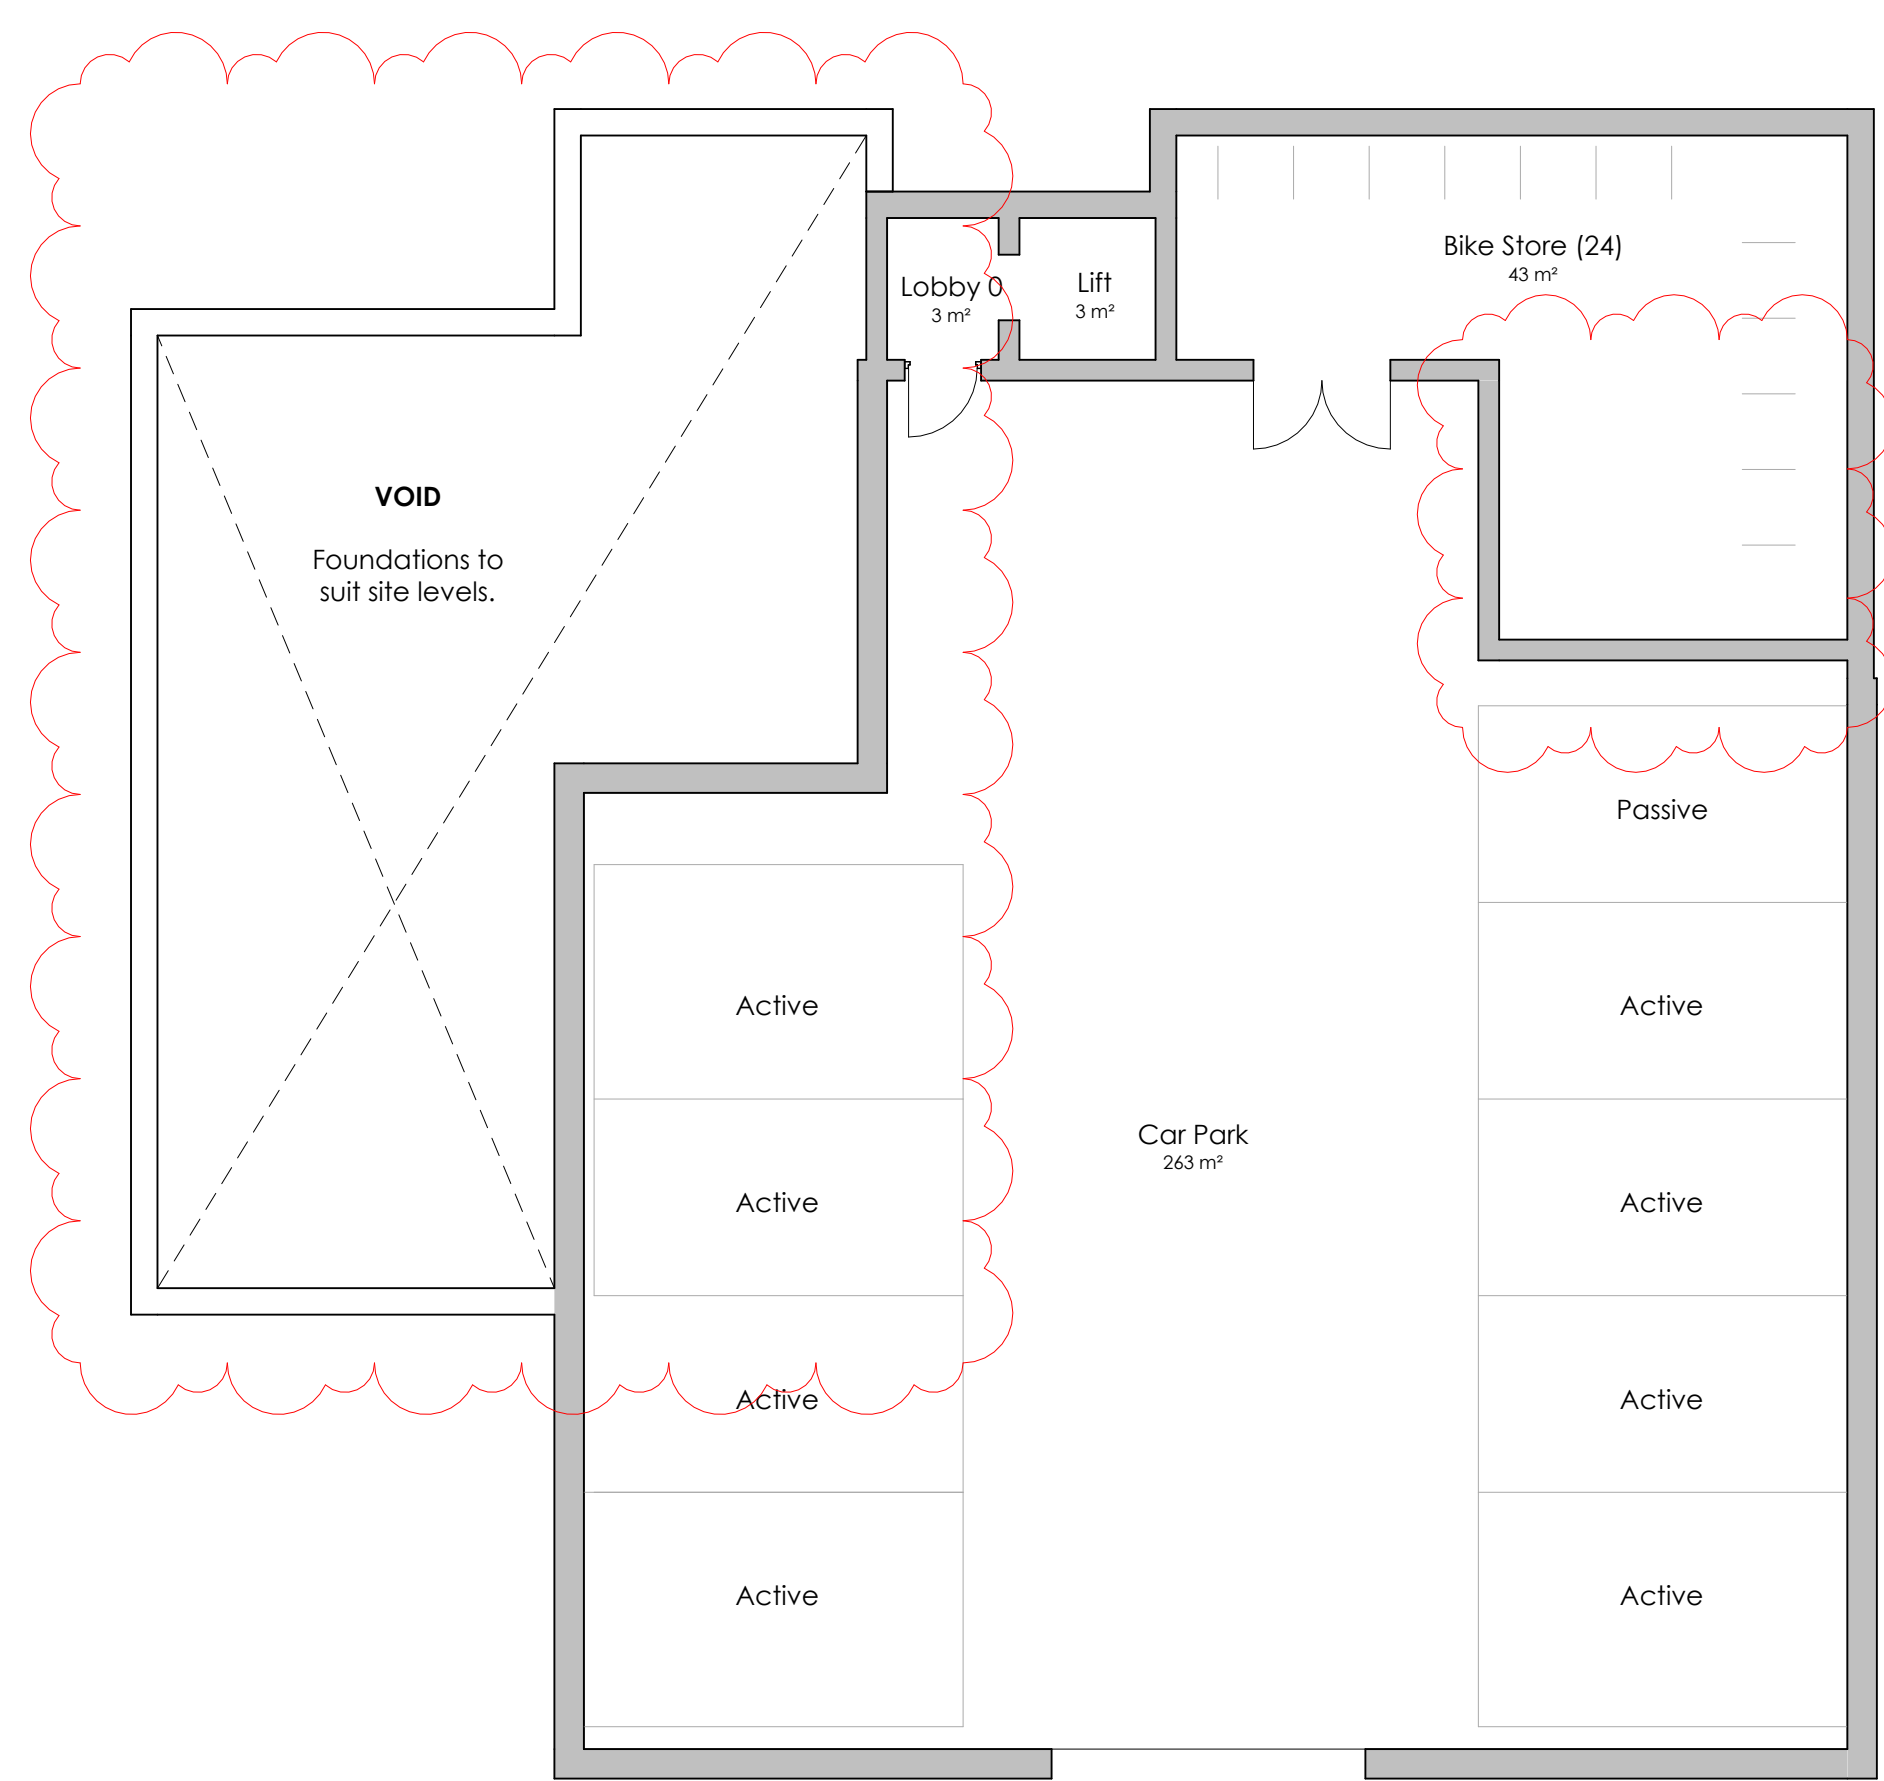 Bike Store (24)
43 m²
Lobby 0
3 m²
Lift
3 m²
VOID
Foundations to
suit site levels.
Passive
Active
Active
Car Park
263 m²
Active
Active
Active
Active
Active
Active